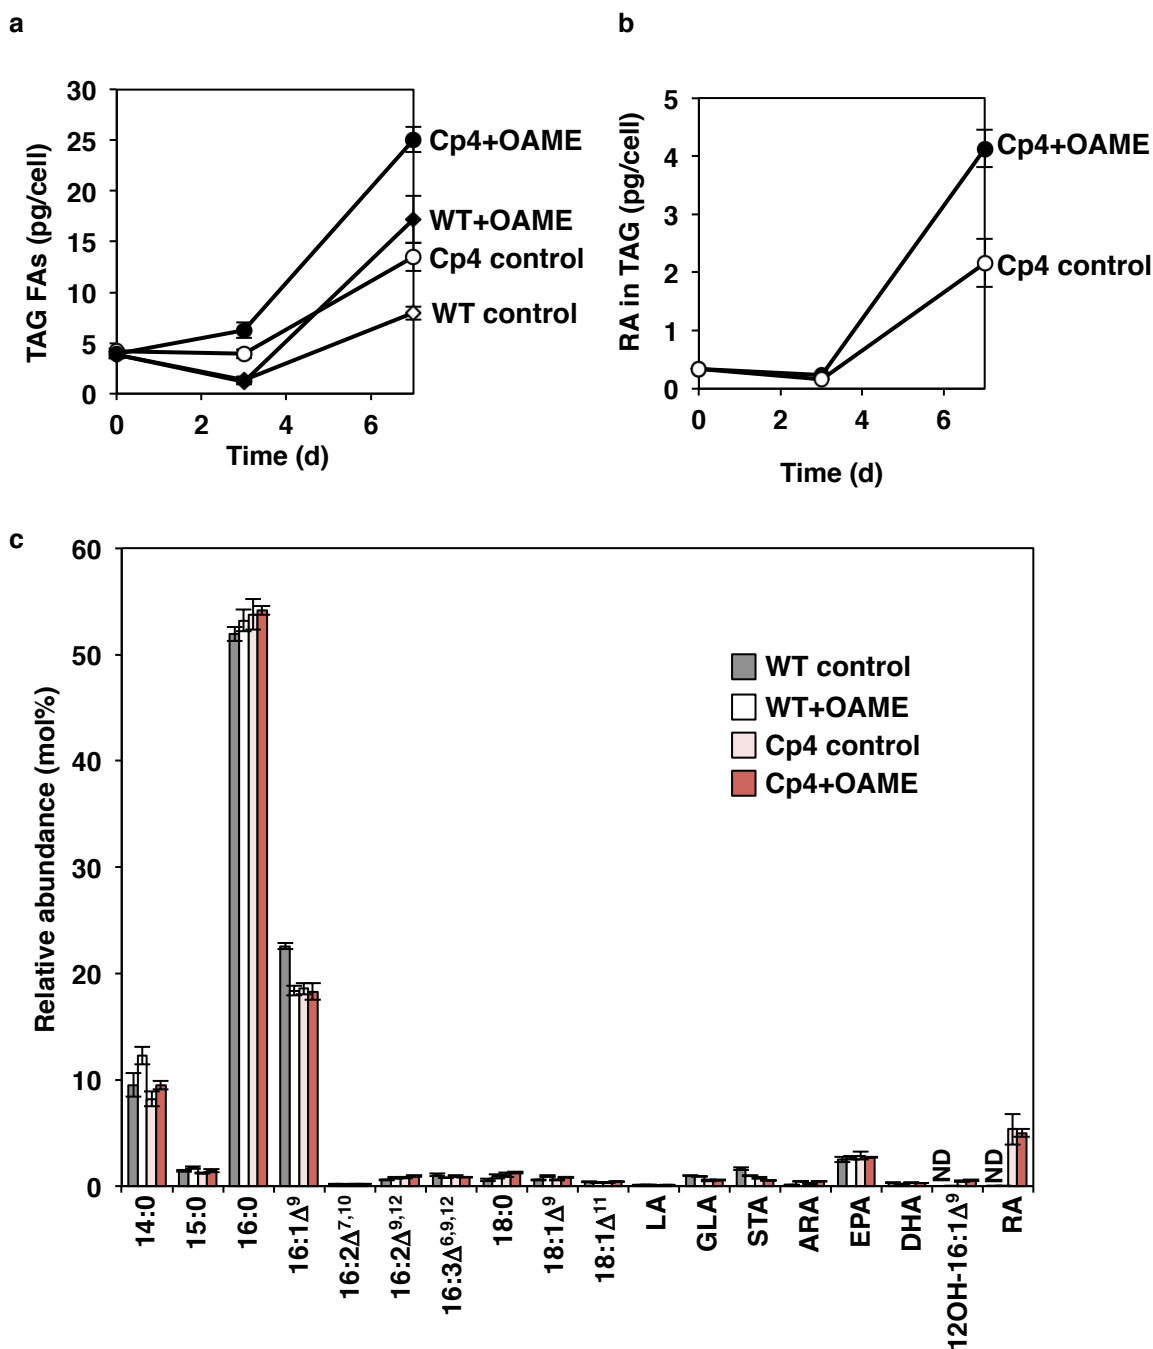 a
30
25
20
15
10
5
0
TAG FAs (pg/cell)
0 2 4 6
Time (d)
Cp4+OAME
WT+OAME
Cp4 control
WT control
b
5
4
3
2
1
0
RA in TAG (pg/cell)
0 2 4 6
Time (d)
Cp4+OAME
Cp4 control
c
60
50
40
30
20
10
0
Relative abundance (mol%)
WT control
WT+OAME
Cp4 control
Cp4+OAME
ND
ND
14:0
15:0
16:0
16:1Δ⁹
16:2Δ⁷,¹⁰
16:2Δ⁹,¹²
16:3Δ⁶,⁹,¹²
18:0
18:1Δ⁹
18:1Δ¹¹
LA
GLA
STA
ARA
EPA
DHA
12OH-16:1Δ⁹
RA